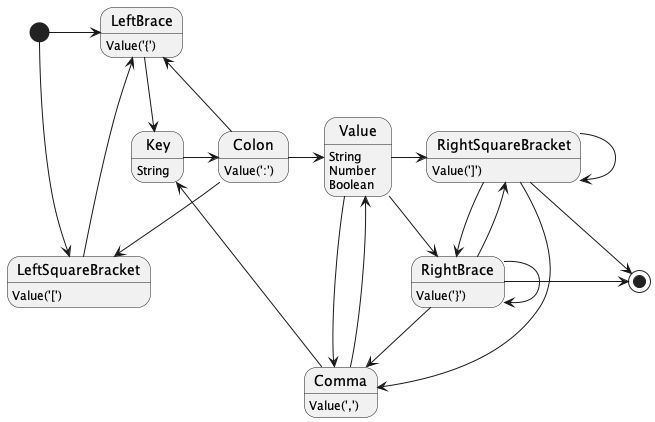 LeftBrace
Value('{')
Key
String
Colon
Value(':')
Value
String
Number
Boolean
RightSquareBracket
Value(']')
LeftSquareBracket
Value('[')
RightBrace
Value('}')
Comma
Value(',')